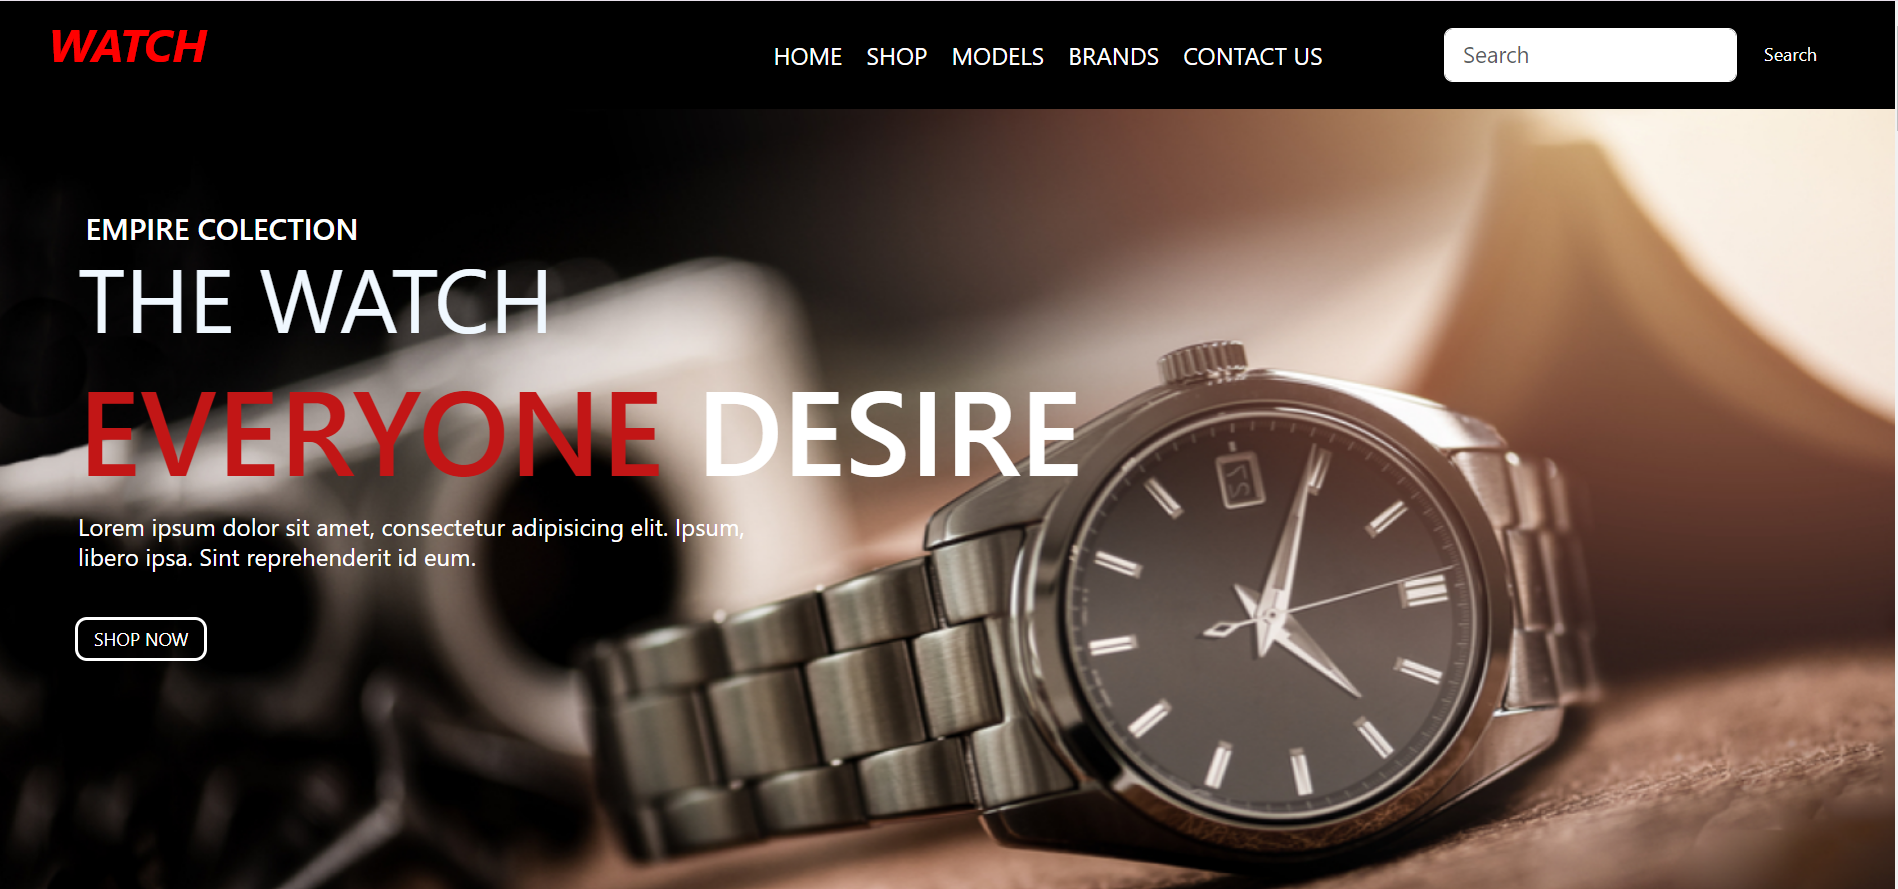 WATCH
HOME SHOP MODELS BRANDS CONTACT US
Search
Search
EMPIRE COLECTION
THE WATCH
EVERYONE DESIRE
Lorem ipsum dolor sit amet, consectetur adipisicing elit. Ipsum,
libero ipsa. Sint reprehenderit id eum.
SHOP NOW